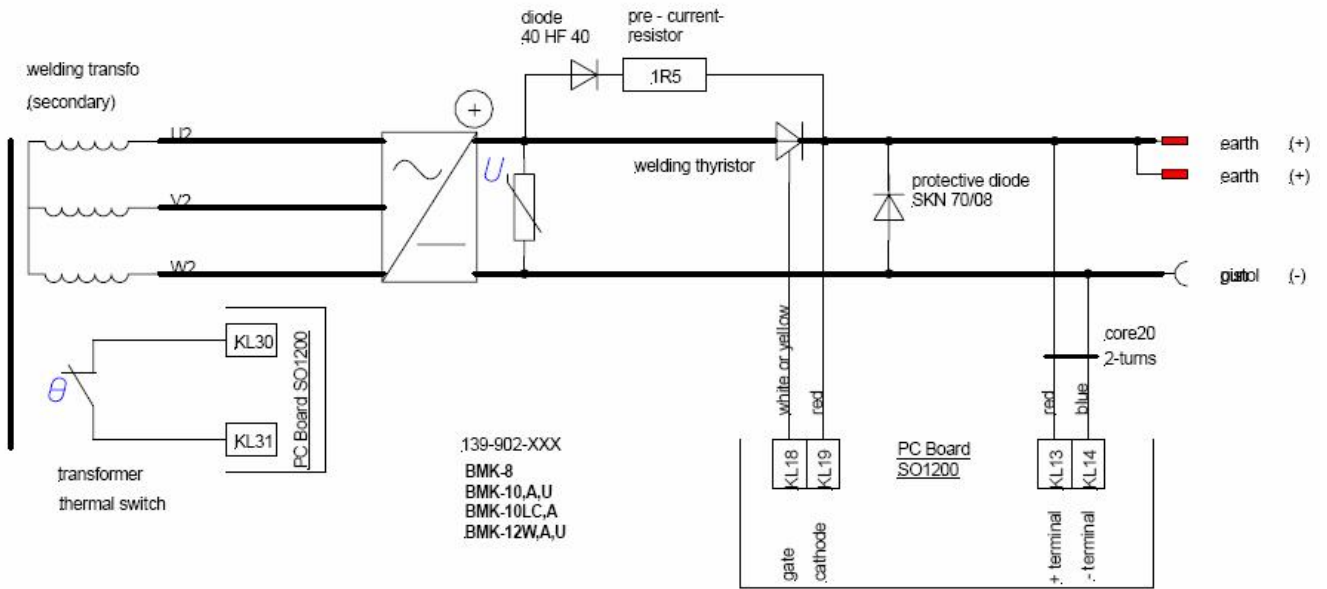 diode
40 HF 40
pre - current-
resistor
1R5
welding transfo
(secondary)
U2
V2
W2
+
U
welding thyristor
protective diode
SKN 70/08
earth (+)
earth (+)
(-)
core20
2-turns
white or yellow
red
red
blue
KL30
KL31
PC Board SO1200
θ
transformer
thermal switch
139-902-XXX
BMK-8
BMK-10,A,U
BMK-10LC,A
BMK-12W,A,U
KL18
KL19
PC Board
SO1200
KL13
KL14
gate
cathode
+ terminal
- terminal